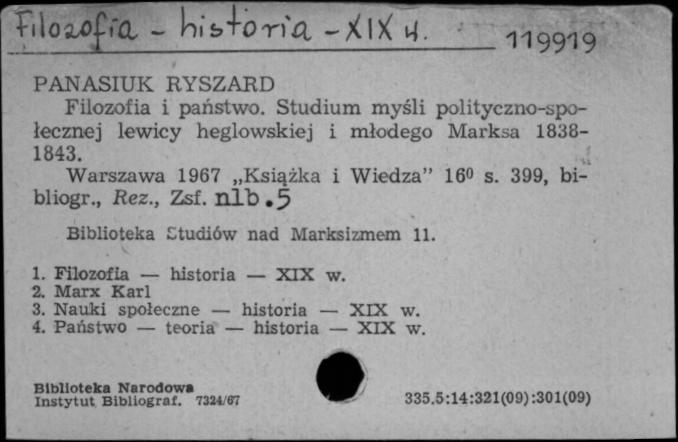 Filozofia - historia - XIX w.
119919
PANASIUK RYSZARD
Filozofia i państwo. Studium myśli polityczno-spo-
łecznej lewicy heglowskiej i młodego Marksa 1838-
1843.
Warszawa 1967 „Książka i Wiedza” 16⁰ s. 399, bi-
bliogr., Rez., Zsf. nlb.5
Biblioteka Studiów nad Marksizmem 11.
1. Filozofia — historia — XIX w.
2. Marx Karl
3. Nauki społeczne — historia — XIX w.
4. Państwo — teoria — historia — XIX w.
Biblioteka Narodowa
Instytut Bibliograf. 7324/67
335.5:14:321(09):301(09)